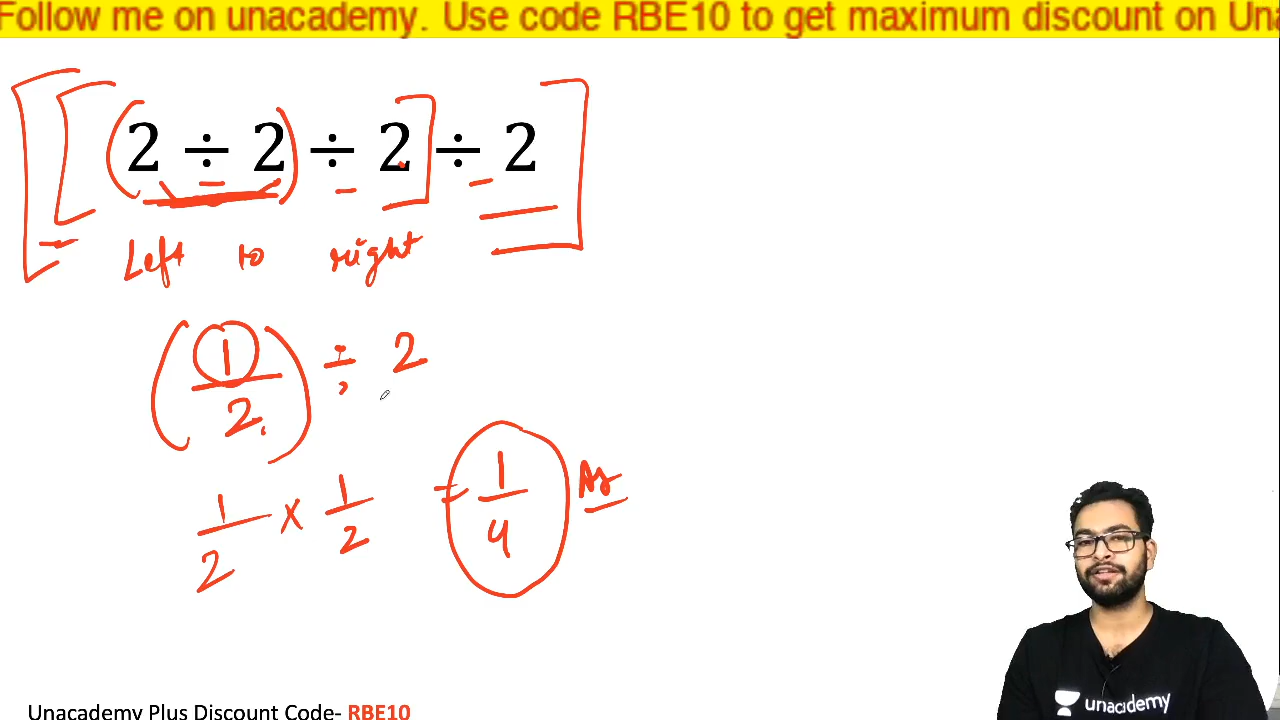 Follow me on unacademy. Use code RBE10 to get maximum discount on Una
[[(2 ÷ 2) ÷ 2] ÷ 2]
Left to right
(1/2) ÷ 2
1/2 × 1/2 = 1/4
unacademy
Unacademy Plus Discount Code- RBE10